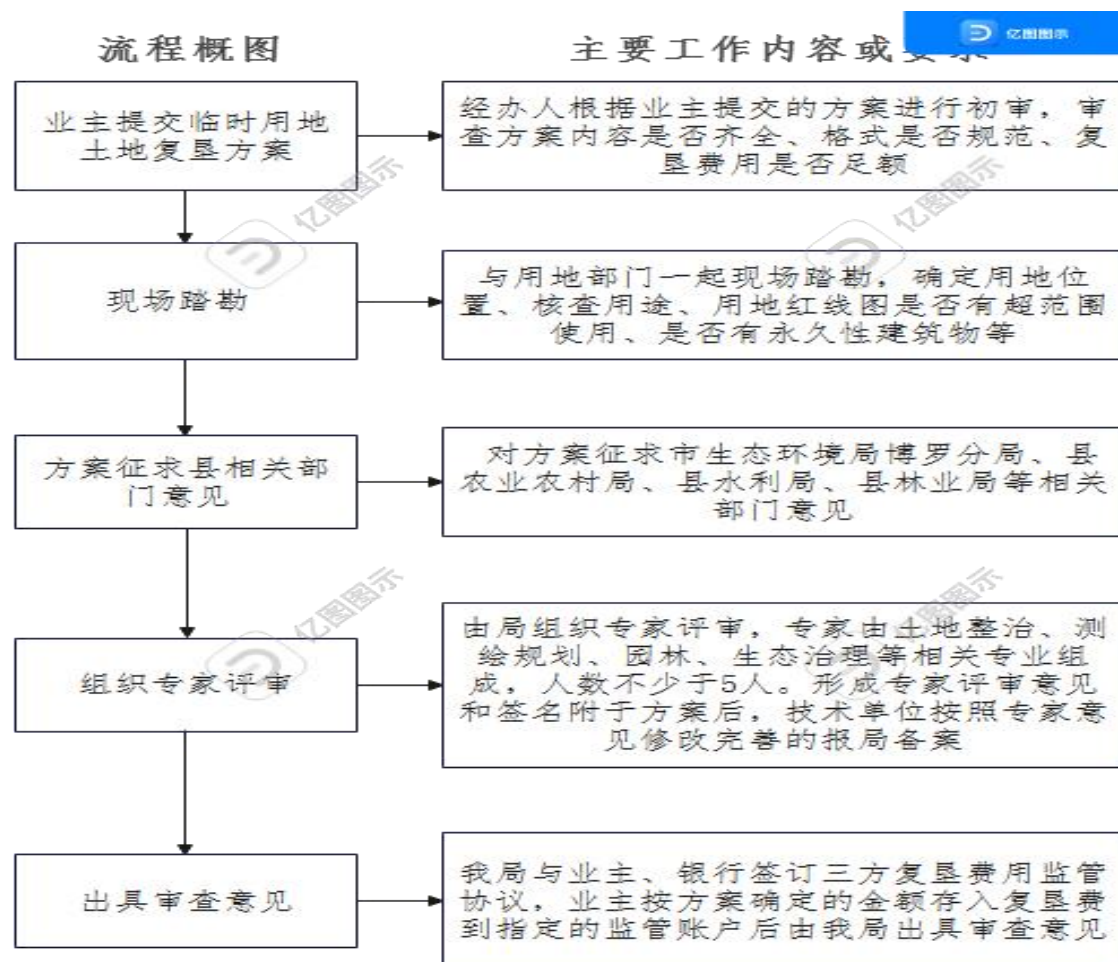 流程概图
主要工作内容或要求
亿图图示
业主提交临时用地
土地复垦方案
经办人根据业主提交的方案进行初审，审
查方案内容是否齐全、格式是否规范、复
垦费用是否足额
亿图图示
亿图图示
现场踏勘
与用地部门一起现场踏勘，确定用地位
置、核查用途、用地红线图是否有超范围
使用、是否有永久性建筑物等
方案征求县相关部
门意见
对方案征求市生态环境局博罗分局、县
农业农村局、县水利局、县林业局等相关
部门意见
亿图图示
亿图图示
组织专家评审
由局组织专家评审，专家由土地整治、测
绘规划、园林、生态治理等相关专业组
成，人数不少于5人。形成专家评审意见
和签名附于方案后，技术单位按照专家意
见修改完善的报局备案
出具审查意见
我局与业主、银行签订三方复垦费用监管
协议，业主按方案确定的金额存入复垦费
到指定的监管账户后由我局出具审查意见